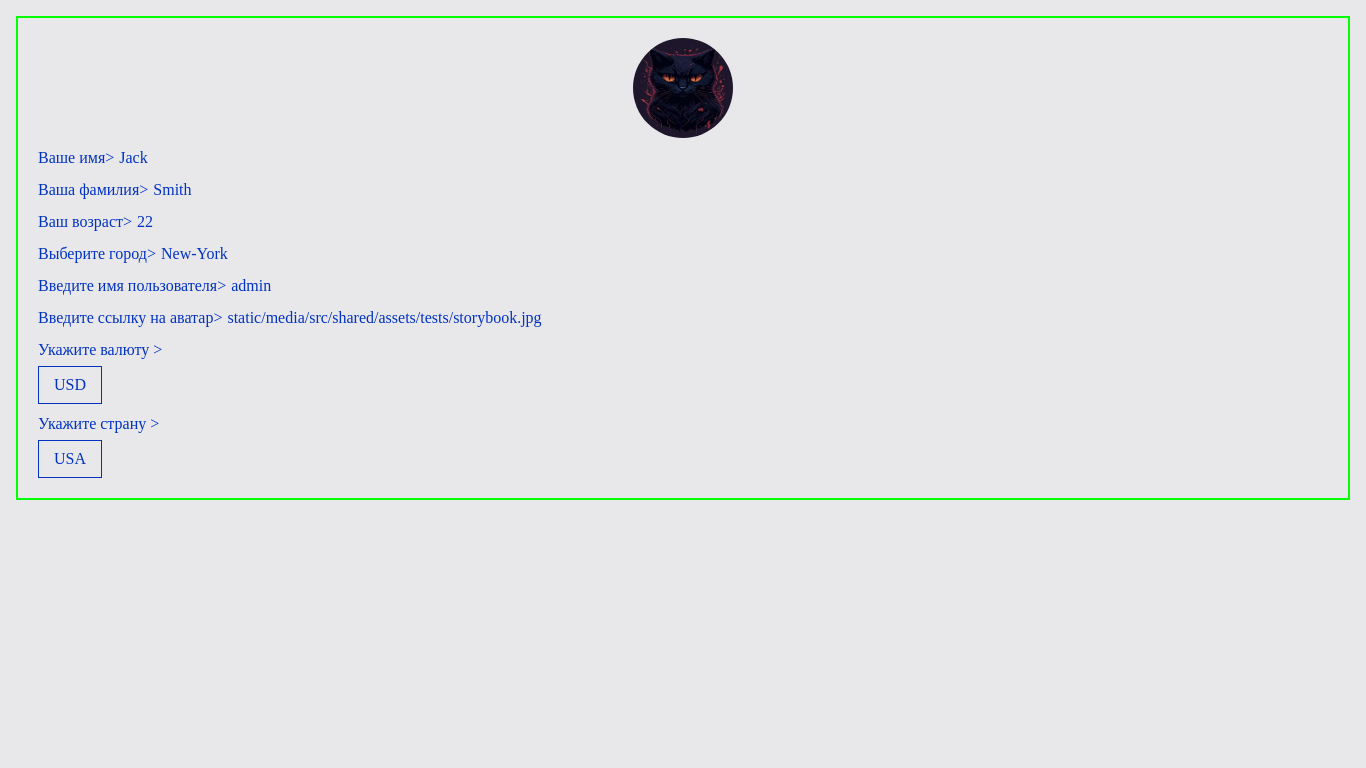 Ваше имя> Jack
Ваша фамилия> Smith
Ваш возраст> 22
Выберите город> New-York
Введите имя пользователя> admin
Введите ссылку на аватар> static/media/src/shared/assets/tests/storybook.jpg
Укажите валюту >
USD
Укажите страну >
USA